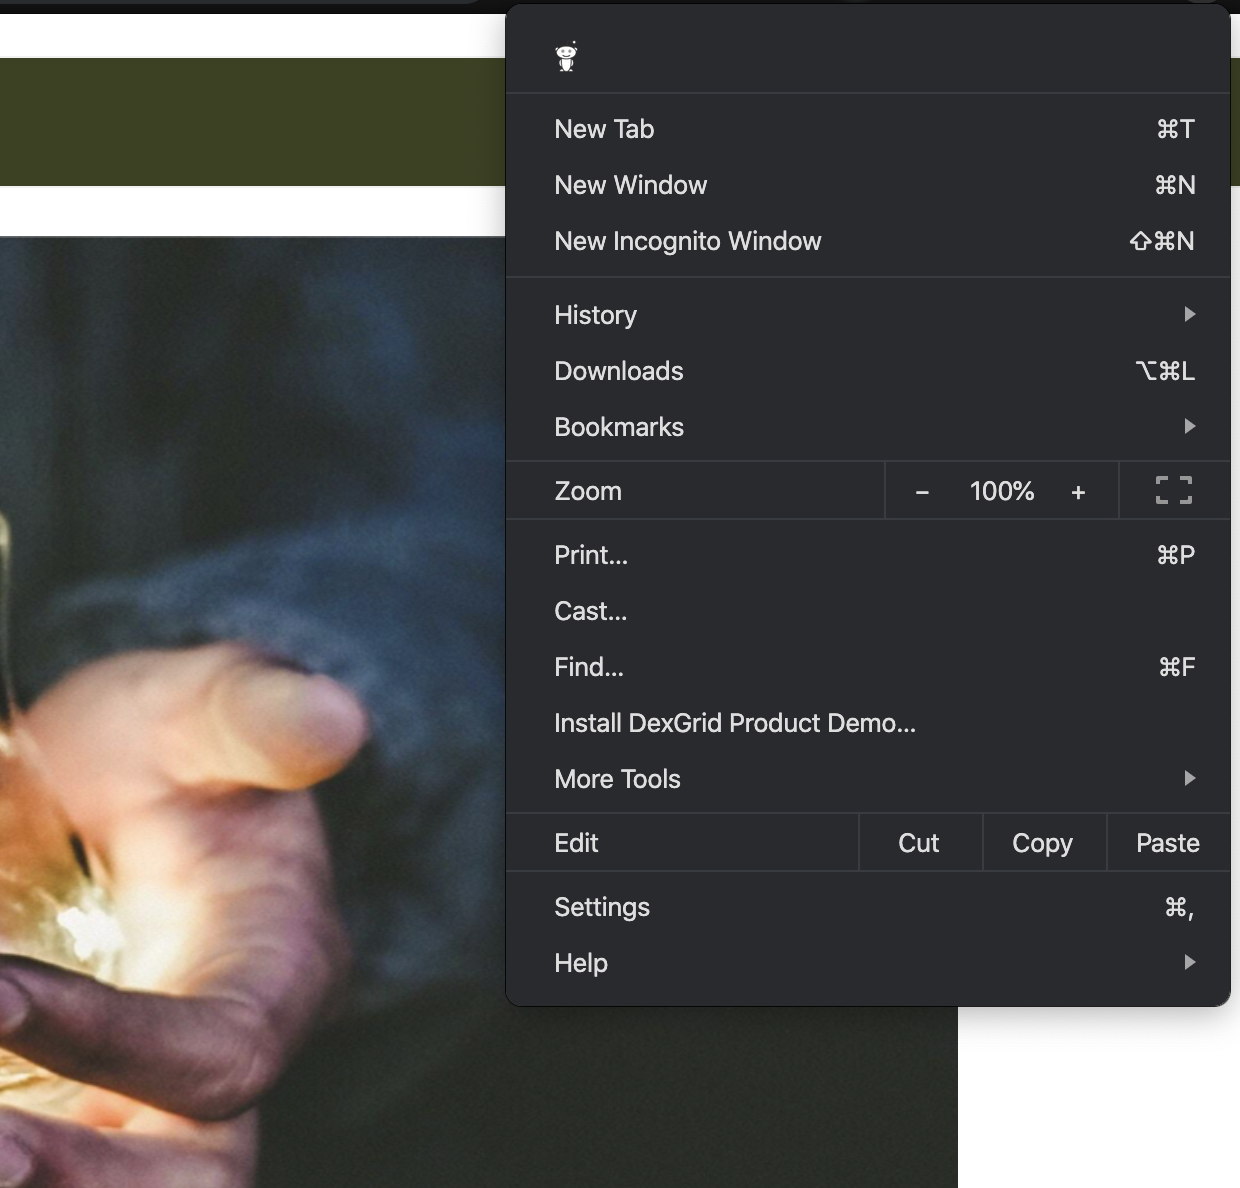 New Tab ⌘T
New Window ⌘N
New Incognito Window ⇧⌘N
History
Downloads ⌥⌘L
Bookmarks
Zoom − 100% +
Print... ⌘P
Cast...
Find... ⌘F
Install DexGrid Product Demo...
More Tools
Edit Cut Copy Paste
Settings ⌘,
Help